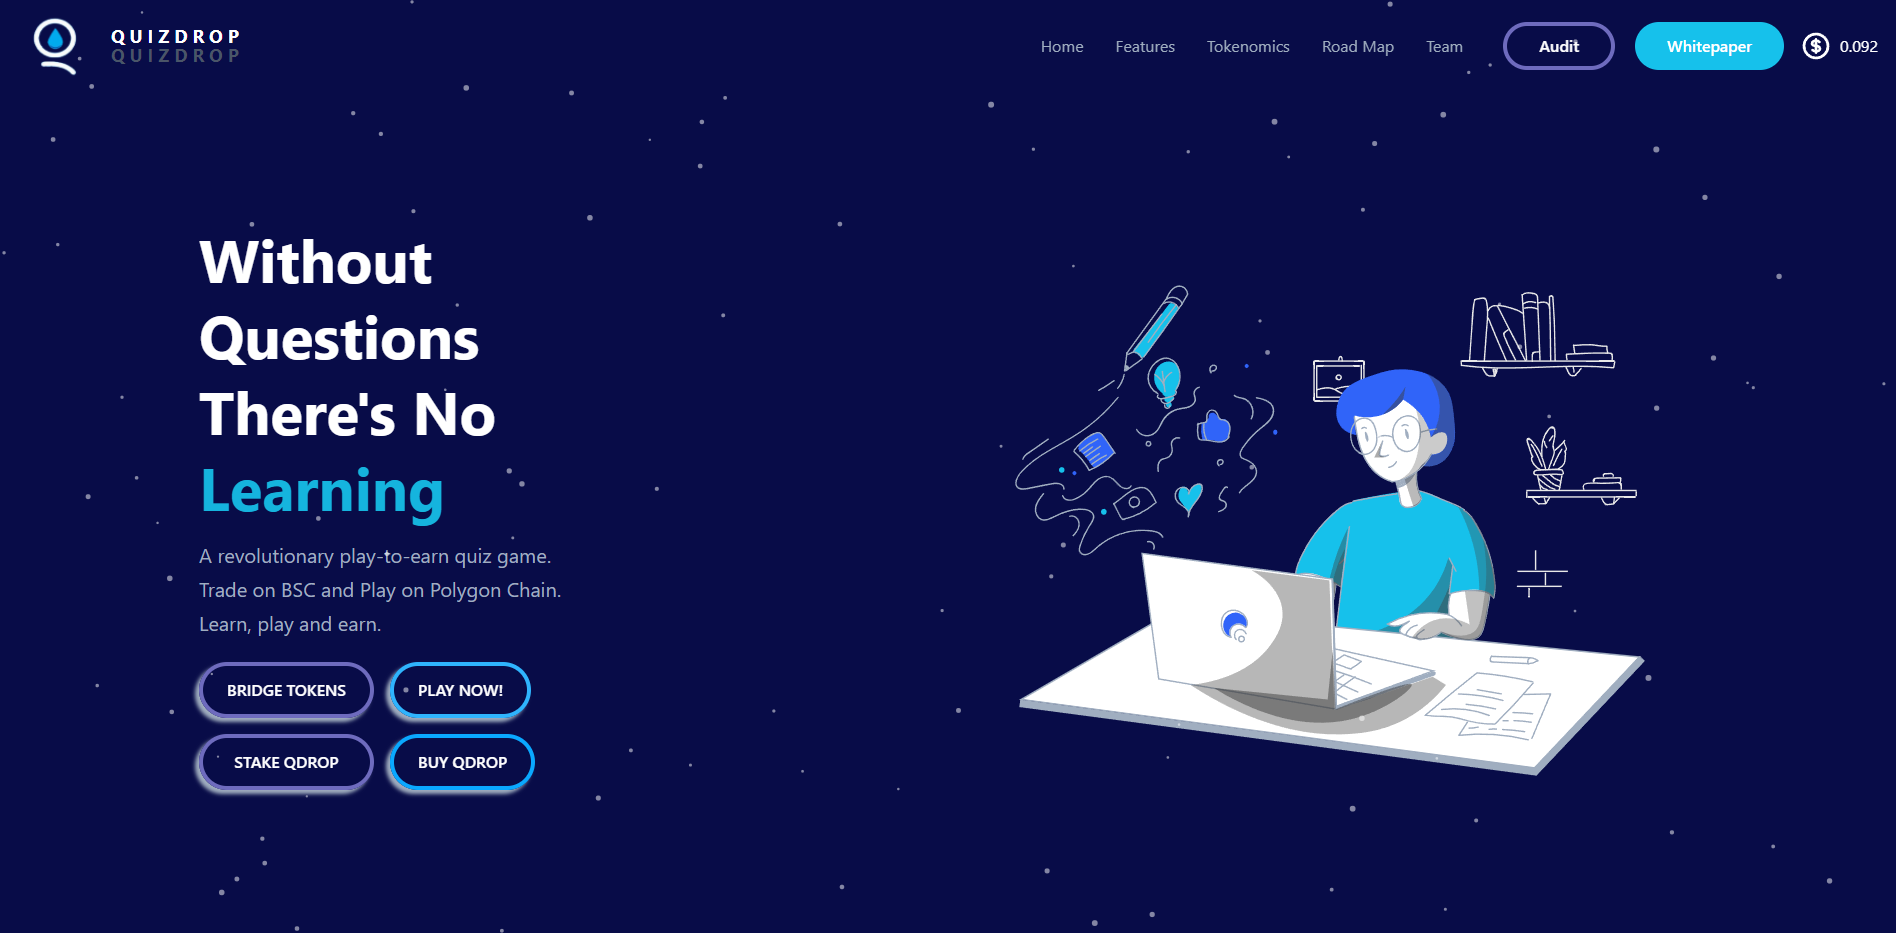 QUIZDROP
QUIZDROP
Home Features Tokenomics Road Map Team Audit Whitepaper $ 0.092
Without
Questions
There's No
Learning
A revolutionary play-to-earn quiz game.
Trade on BSC and Play on Polygon Chain.
Learn, play and earn.
BRIDGE TOKENS PLAY NOW!
STAKE QDROP BUY QDROP